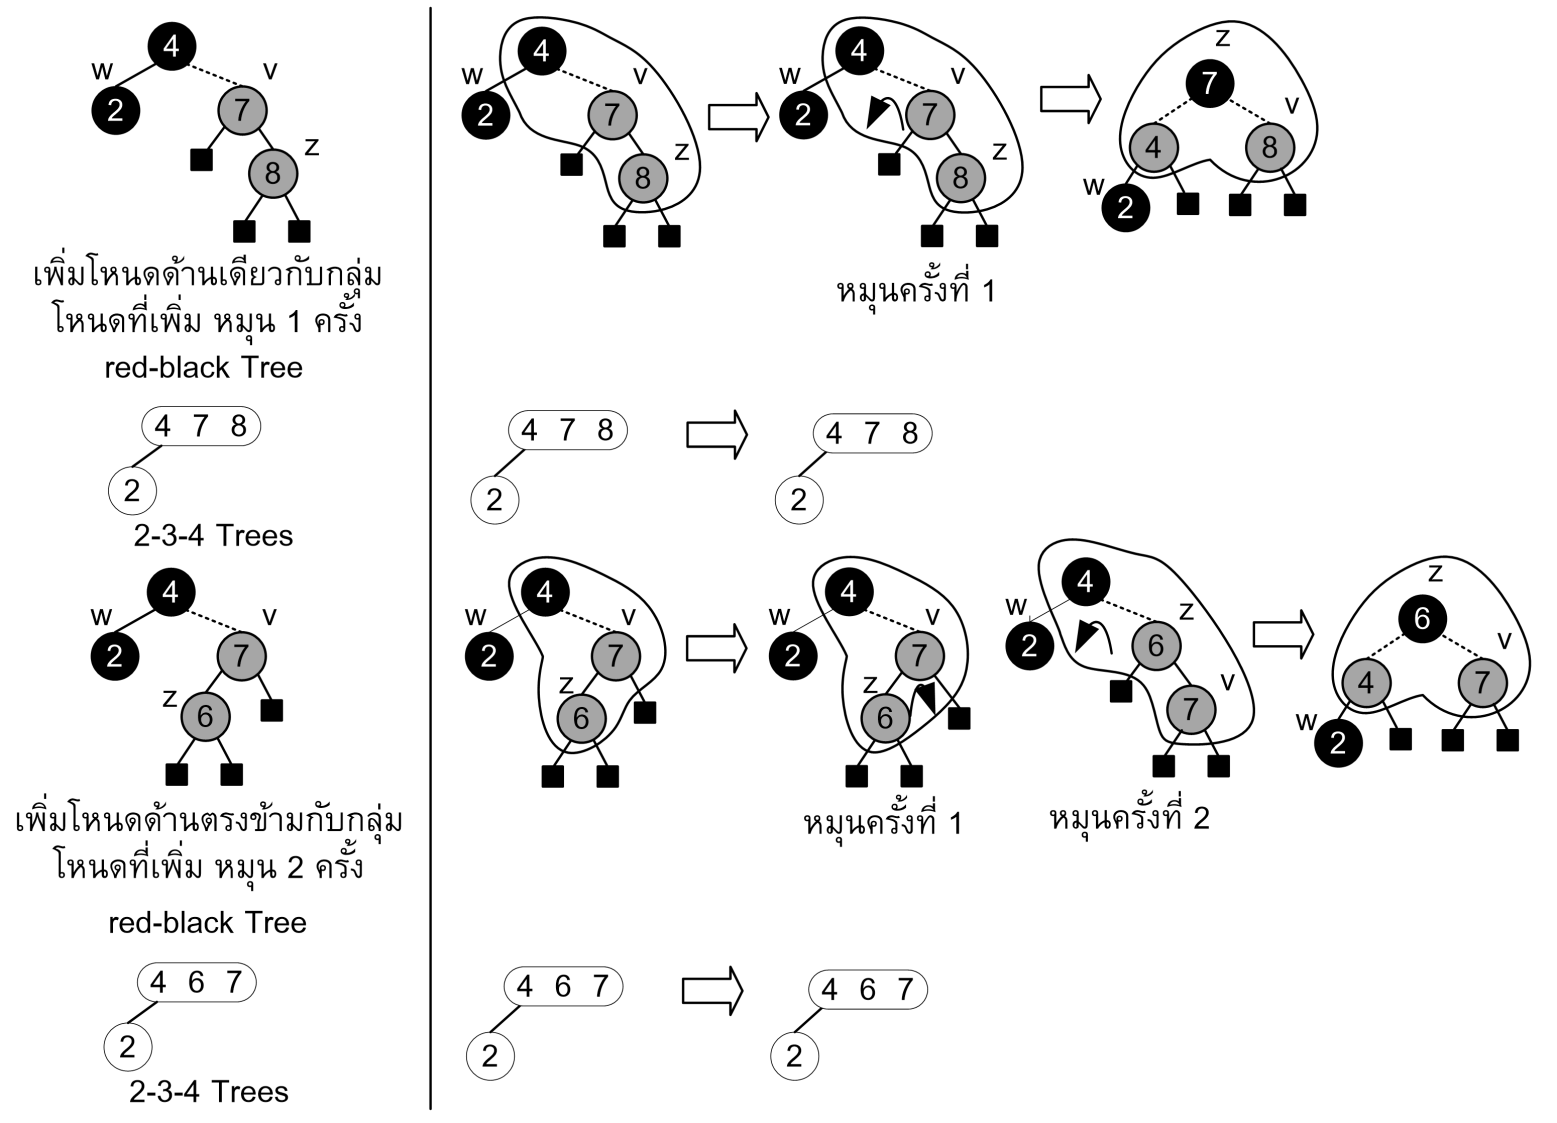 4
w
v
2
7
z
8
เพิ่มโหนดด้านเดียวกับกลุ่ม
โหนดที่เพิ่ม หมุน 1 ครั้ง
red-black Tree
4 7 8
2
2-3-4 Trees
4
w
v
2
7
z
8
4
w
v
2
7
z
8
หมุนครั้งที่ 1
z
7
v
4
8
w
2
4 7 8
2
4 7 8
2
4
w
v
2
7
z
6
เพิ่มโหนดด้านตรงข้ามกับกลุ่ม
โหนดที่เพิ่ม หมุน 2 ครั้ง
red-black Tree
4 6 7
2
2-3-4 Trees
4
w
v
2
7
z
6
4
w
v
2
7
z
6
หมุนครั้งที่ 1
4
w
z
2
6
v
7
หมุนครั้งที่ 2
z
6
v
4
7
w
2
4 6 7
2
4 6 7
2